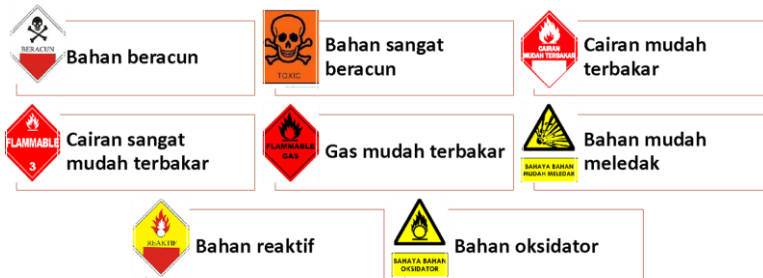 BERACUN
Bahan beracun
TOXIC
Bahan sangat
beracun
CAIRAN
MUDAH TERBAKAR
Cairan mudah
terbakar
FLAMMABLE
3
Cairan sangat
mudah terbakar
FLAMMABLE
GAS
Gas mudah terbakar
BAHAYA BAHAN
MUDAH MELEDAK
Bahan mudah
meledak
REAKTIF
Bahan reaktif
BAHAYA BAHAN
OKSIDATOR
Bahan oksidator